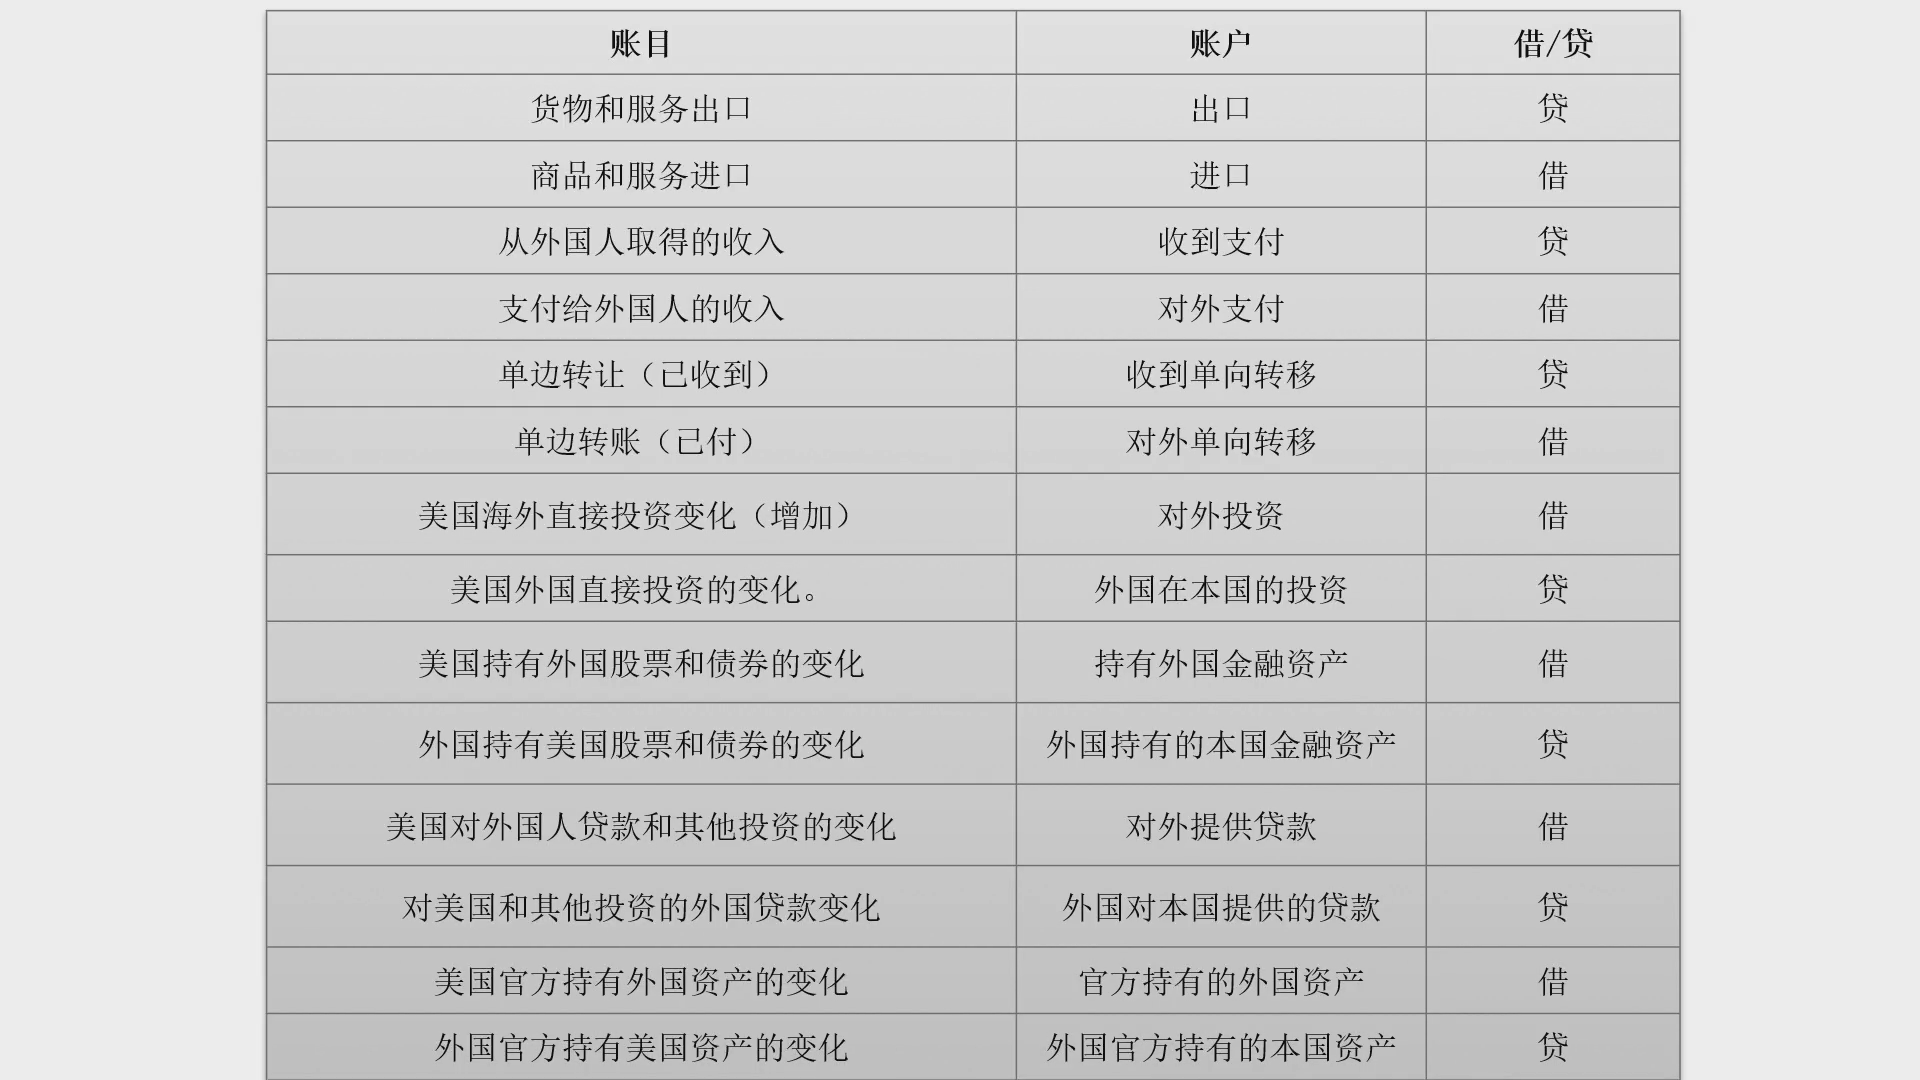 账目 账户 借/贷
货物和服务出口 出口 贷
商品和服务进口 进口 借
从外国人取得的收入 收到支付 贷
支付给外国人的收入 对外支付 借
单边转让（已收到） 收到单向转移 贷
单边转账（已付） 对外单向转移 借
美国海外直接投资变化（增加） 对外投资 借
美国外国直接投资的变化。 外国在本国的投资 贷
美国持有外国股票和债券的变化 持有外国金融资产 借
外国持有美国股票和债券的变化 外国持有的本国金融资产 贷
美国对外国人贷款和其他投资的变化 对外提供贷款 借
对美国和其他投资的外国贷款变化 外国对本国提供的贷款 贷
美国官方持有外国资产的变化 官方持有的外国资产 借
外国官方持有美国资产的变化 外国官方持有的本国资产 贷